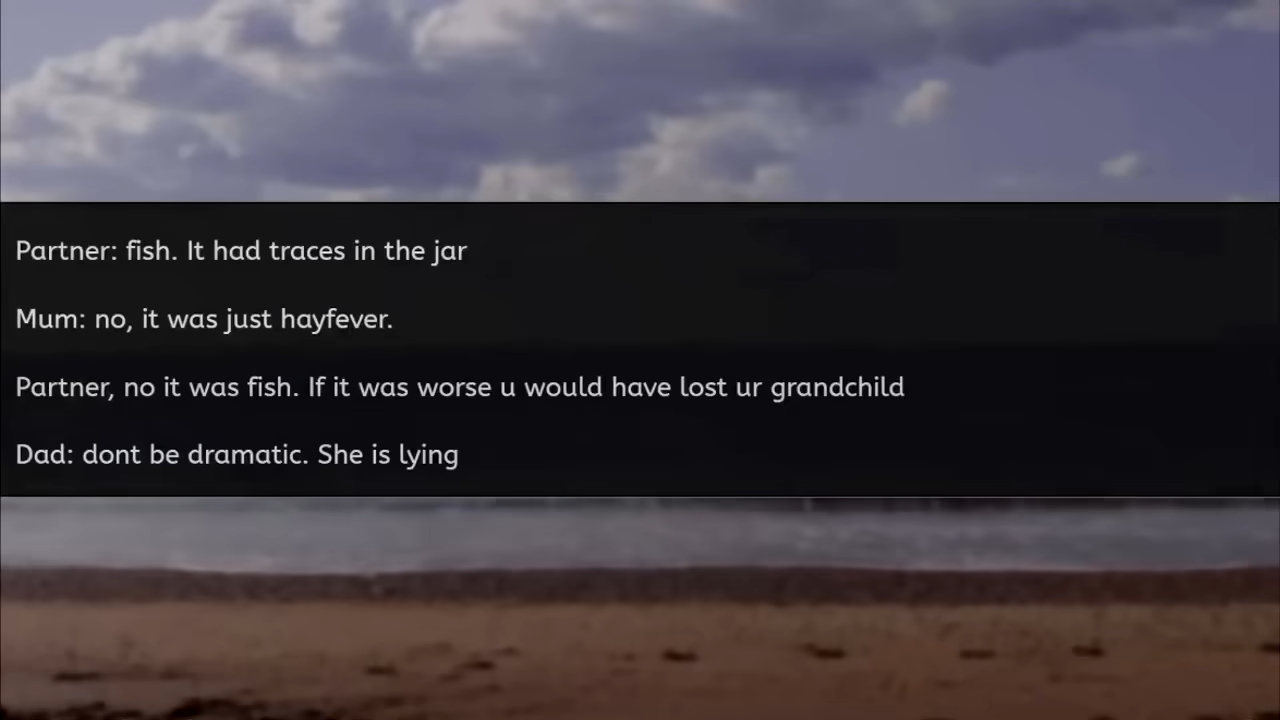 Partner: fish. It had traces in the jar
Mum: no, it was just hayfever.
Partner, no it was fish. If it was worse u would have lost ur grandchild
Dad: dont be dramatic. She is lying